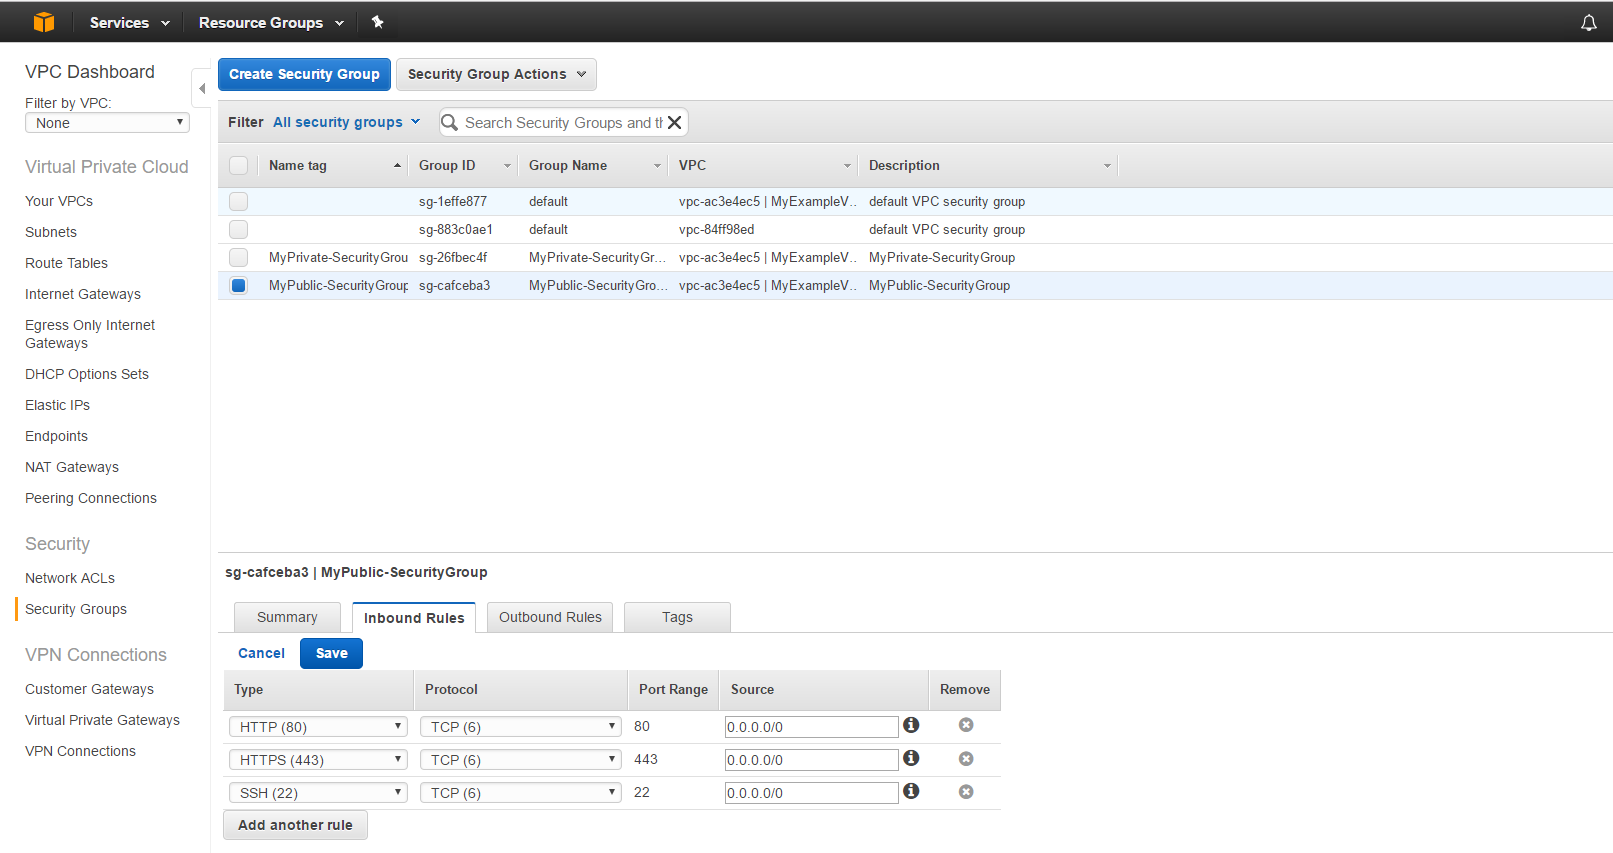 Services Resource Groups
VPC Dashboard
Filter by VPC:
None
Virtual Private Cloud
Your VPCs
Subnets
Route Tables
Internet Gateways
Egress Only Internet
Gateways
DHCP Options Sets
Elastic IPs
Endpoints
NAT Gateways
Peering Connections
Security
Network ACLs
Security Groups
VPN Connections
Customer Gateways
Virtual Private Gateways
VPN Connections
Create Security Group Security Group Actions
Filter All security groups Search Security Groups and th
Name tag Group ID Group Name VPC Description
sg-1effe877 default vpc-ac3e4ec5 | MyExampleV... default VPC security group
sg-883c0ae1 default vpc-84ff98ed default VPC security group
MyPrivate-SecurityGrou sg-26fbec4f MyPrivate-SecurityGr... vpc-ac3e4ec5 | MyExampleV... MyPrivate-SecurityGroup
MyPublic-SecurityGroup sg-cafceba3 MyPublic-SecurityGro... vpc-ac3e4ec5 | MyExampleV... MyPublic-SecurityGroup
sg-cafceba3 | MyPublic-SecurityGroup
Summary Inbound Rules Outbound Rules Tags
Cancel Save
Type Protocol Port Range Source Remove
HTTP (80) TCP (6) 80 0.0.0.0/0
HTTPS (443) TCP (6) 443 0.0.0.0/0
SSH (22) TCP (6) 22 0.0.0.0/0
Add another rule